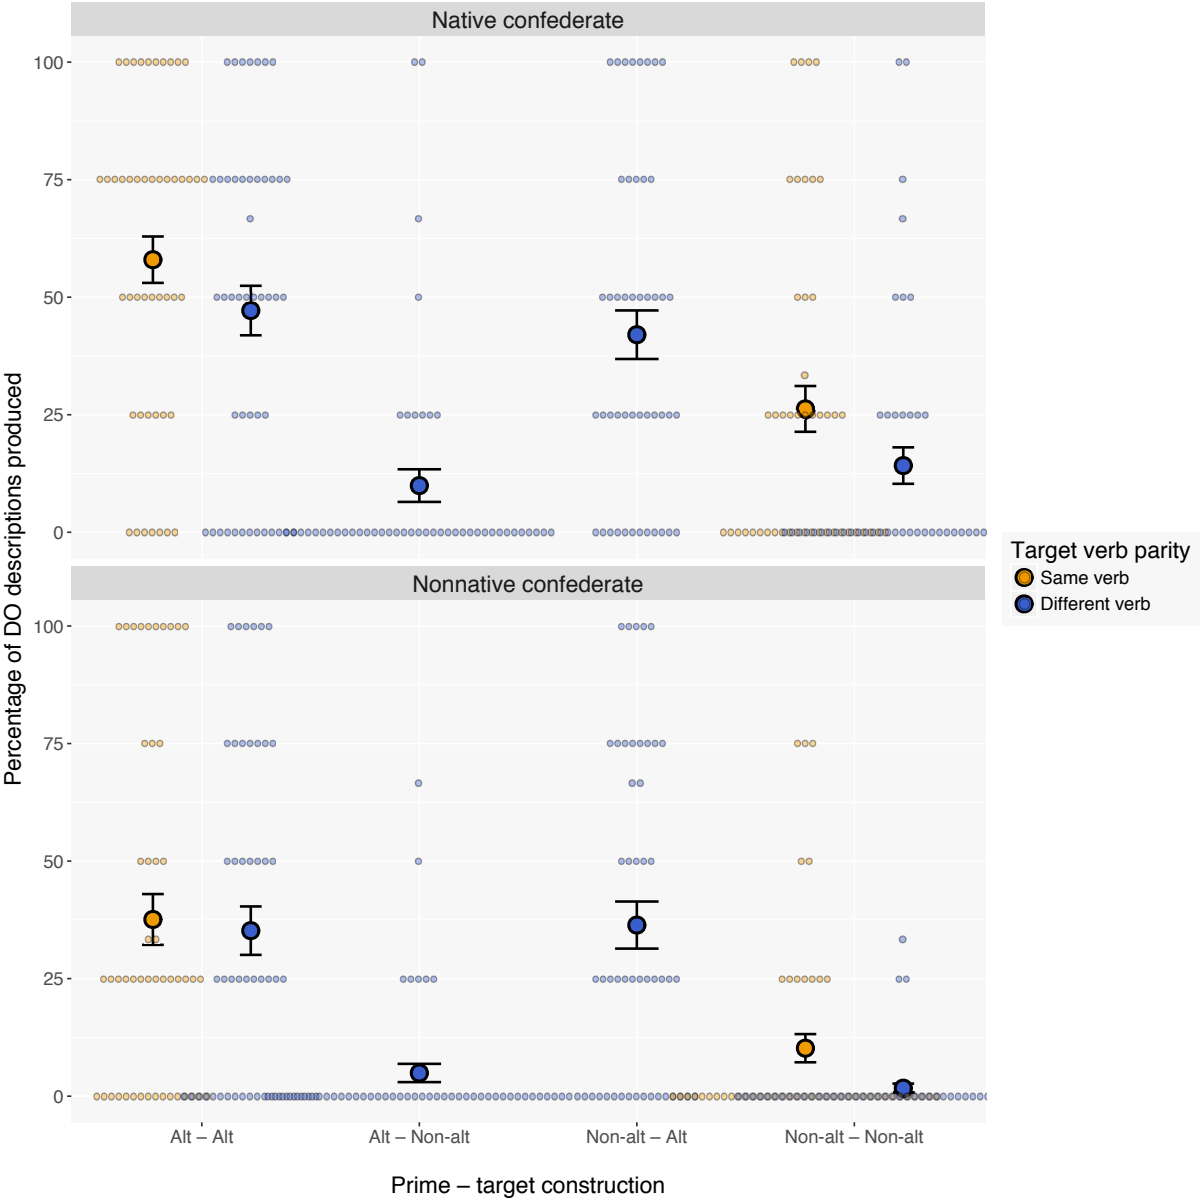 Native confederate
100
75
50
25
0
Nonnative confederate
100
75
50
25
0
Percentage of DO descriptions produced
Alt – Alt
Alt – Non-alt
Non-alt – Alt
Non-alt – Non-alt
Prime – target construction
Target verb parity
Same verb
Different verb